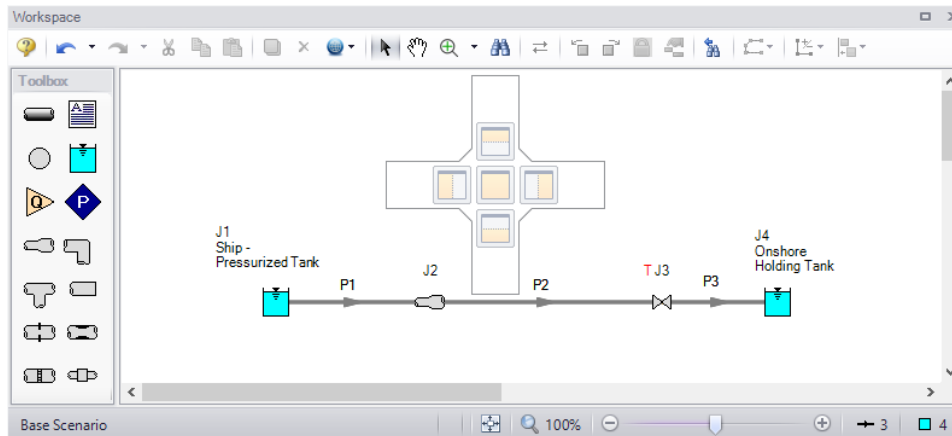 Workspace
Toolbox
A
Q
P
J1
Ship -
Pressurized Tank
P1
J2
P2
T J3
P3
J4
Onshore
Holding Tank
Base Scenario
100%
3
4